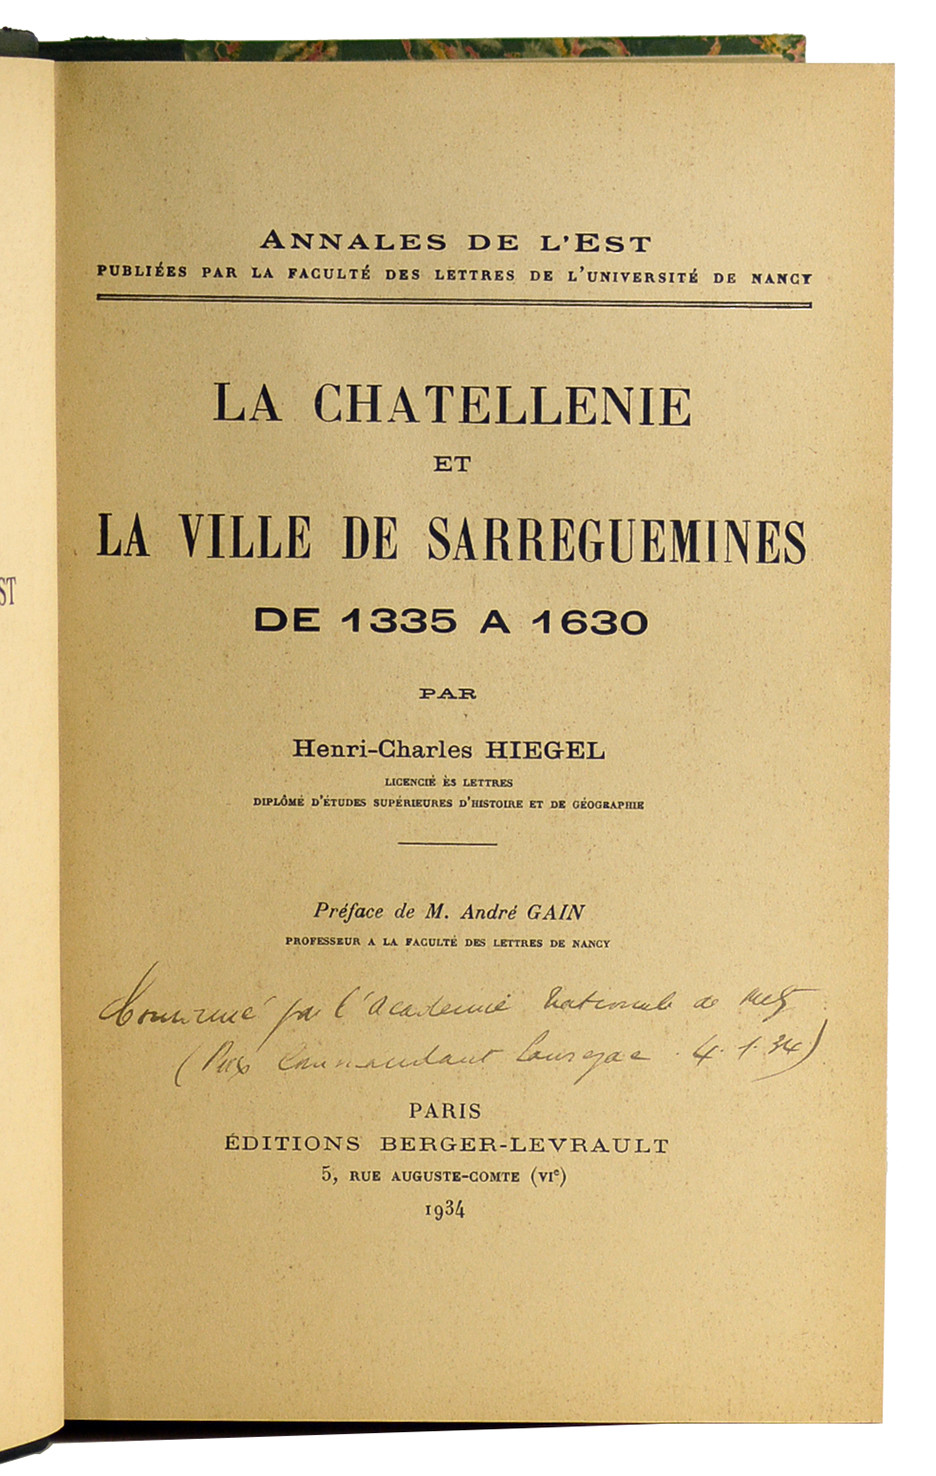 ANNALES DE L'EST
PUBLIÉES PAR LA FACULTÉ DES LETTRES DE L'UNIVERSITÉ DE NANCY
LA CHATELLENIE
ET
LA VILLE DE SARREGUEMINES
DE 1335 A 1630
PAR
Henri-Charles HIEGEL
LICENCIÉ ÈS LETTRES
DIPLÔMÉ D'ÉTUDES SUPÉRIEURES D'HISTOIRE ET DE GÉOGRAPHIE
ST
Préface de M. André GAIN
PROFESSEUR A LA FACULTÉ DES LETTRES DE NANCY
par l'Academie Nationale de Metz
(Prix Commandant 4.1.34)
PARIS
ÉDITIONS BERGER-LEVRAULT
5, RUE AUGUSTE-COMTE (VIe)
1934